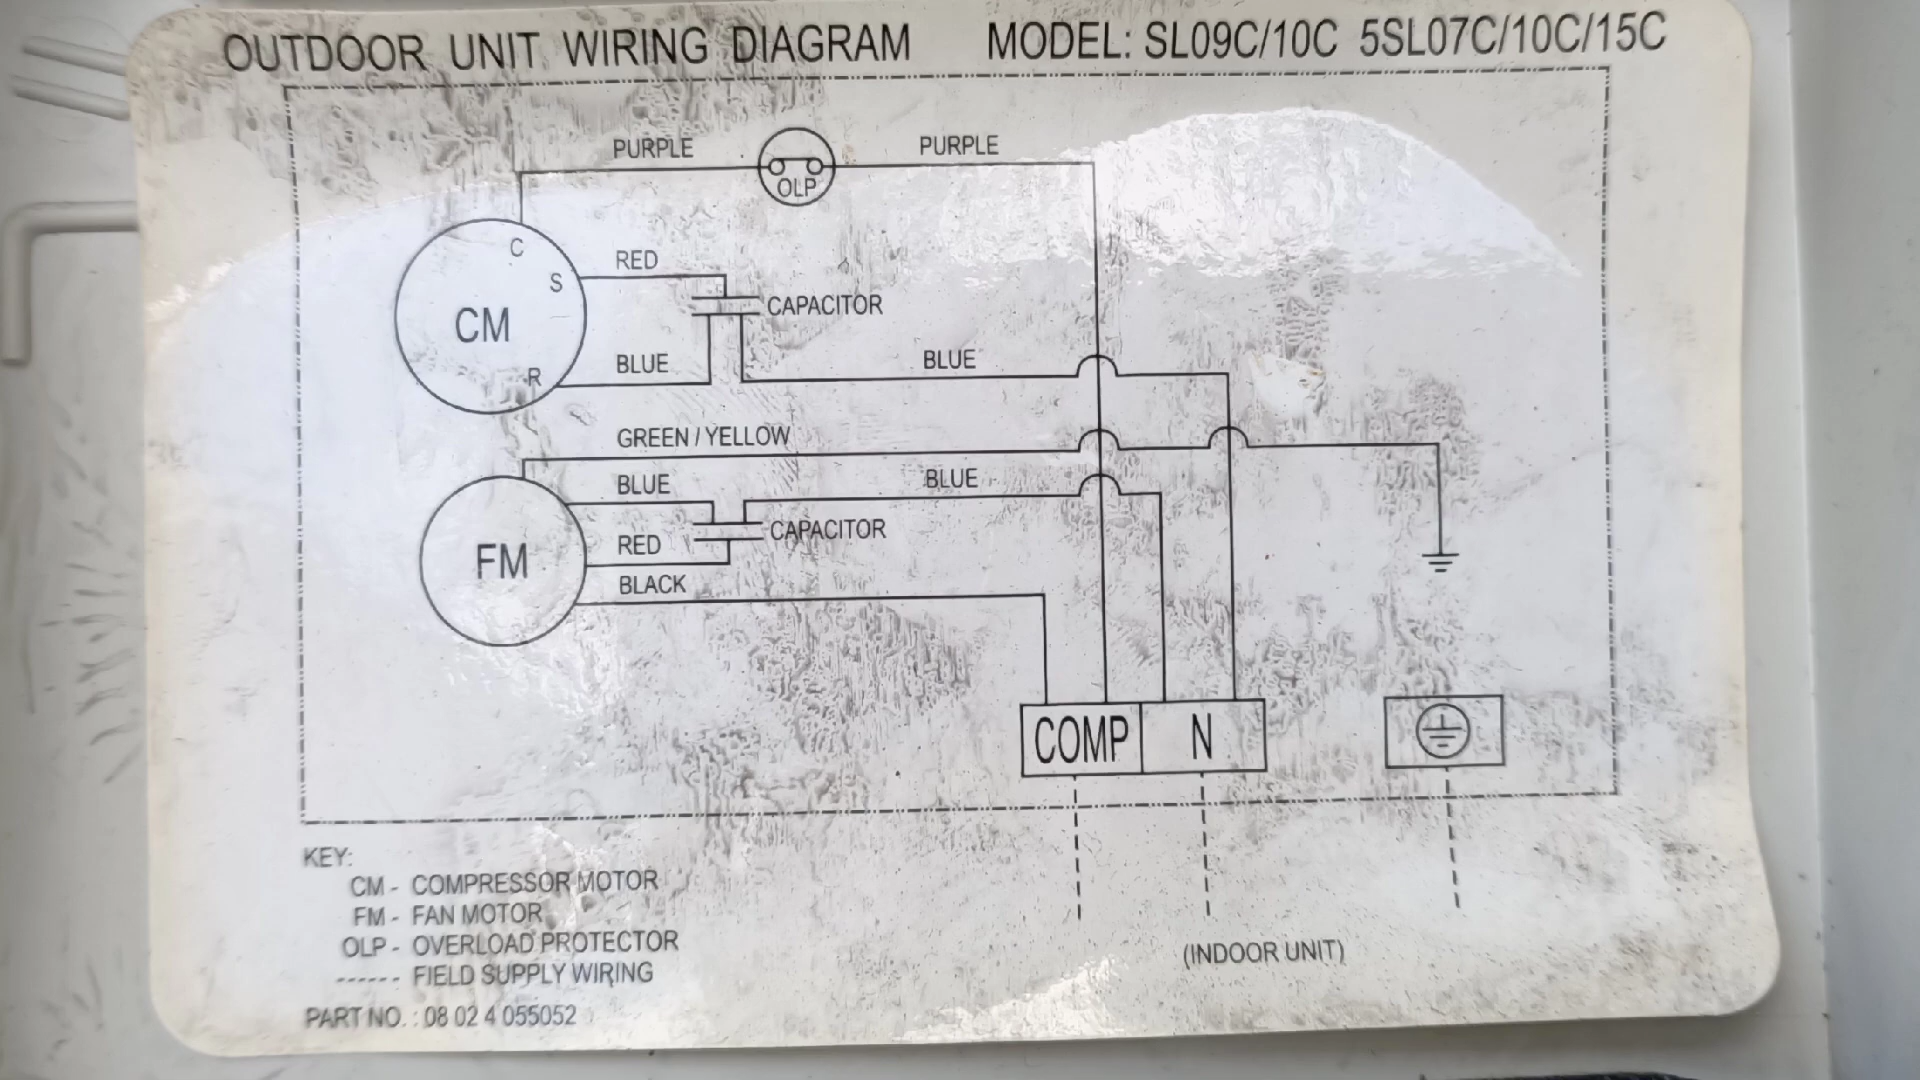 OUTDOOR UNIT WIRING DIAGRAM MODEL: SL09C/10C 5SL07C/10C/15C
PURPLE PURPLE
OLP
C
S
RED
CM
CAPACITOR
R
BLUE BLUE
GREEN / YELLOW
BLUE BLUE
CAPACITOR
RED
FM
BLACK
COMP N
KEY:
CM - COMPRESSOR MOTOR
FM - FAN MOTOR
OLP - OVERLOAD PROTECTOR
------ FIELD SUPPLY WIRING
(INDOOR UNIT)
PART NO. : 08 02 4 055052